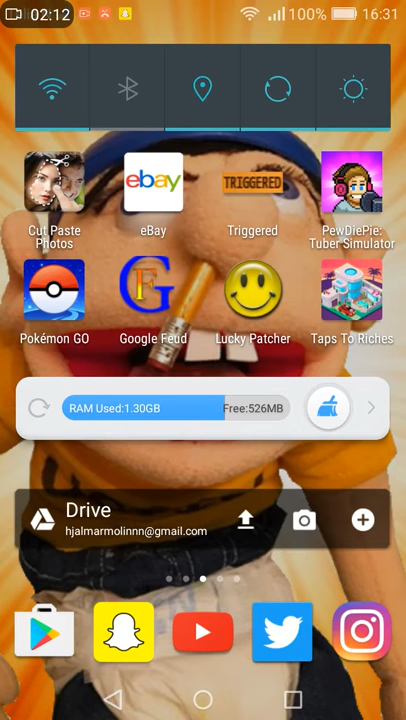 02:12
100%
16:31
Cut Paste
Photos
ebay
eBay
TRIGGERED
Triggered
PewDiePie:
Tuber Simulator
Pokémon GO
G
F
Google Feud
Lucky Patcher
Taps To Riches
RAM Used:1.30GB
Free:526MB
Drive
hjalmarmolinnn@gmail.com